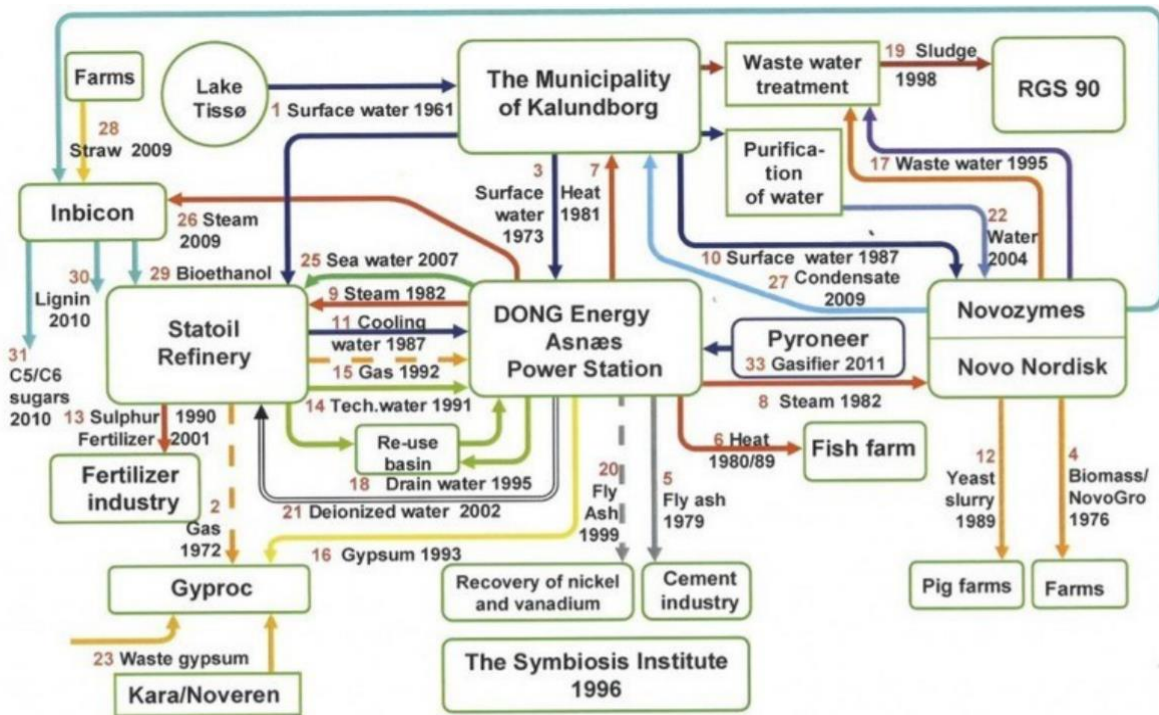 Farms
Lake
Tissø
The Municipality
of Kalundborg
Waste water
treatment
19 Sludge
1998
RGS 90
1 Surface water 1961
28
Straw 2009
Purifica-
tion
of water
17 Waste water 1995
Inbicon
26 Steam
2009
3
Surface
water
1973
7
Heat
1981
22
Water
2004
10 Surface water 1987
27 Condensate
2009
25 Sea water 2007
29 Bioethanol
30
Lignin
2010
9 Steam 1982
Statoil
Refinery
11 Cooling
water 1987
15 Gas 1992
14 Tech.water 1991
DONG Energy
Asnæs
Power Station
Pyroneer
33 Gasifier 2011
Novozymes
Novo Nordisk
8 Steam 1982
31
C5/C6
sugars
2010
13 Sulphur 1990
Fertilizer 2001
Fertilizer
industry
Re-use
basin
18 Drain water 1995
21 Deionized water 2002
6 Heat
1980/89
Fish farm
20
Fly
Ash
1999
5
Fly ash
1979
12
Yeast
slurry
1989
4
Biomass/
NovoGro
1976
2
Gas
1972
16 Gypsum 1993
Gyproc
Recovery of nickel
and vanadium
Cement
industry
Pig farms
Farms
23 Waste gypsum
Kara/Noveren
The Symbiosis Institute
1996